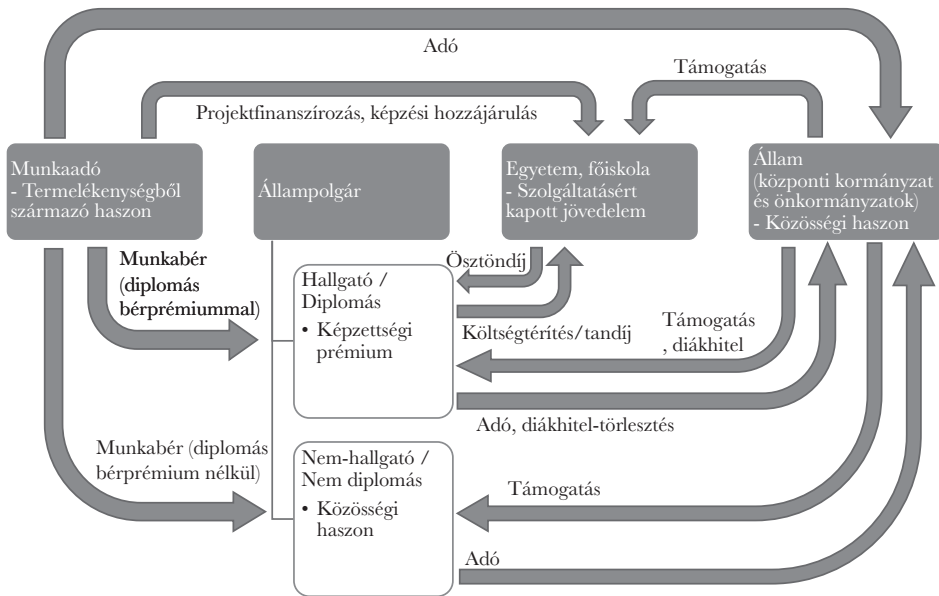 Adó
Támogatás
Projektfinanszírozás, képzési hozzájárulás
Munkaadó
- Termelékenységből
származó haszon
Állampolgár
Egyetem, főiskola
- Szolgáltatásért
kapott jövedelem
Állam
(központi kormányzat
és önkormányzatok)
- Közösségi haszon
Munkabér
(diplomás
bérprémiummal)
Hallgató /
Diplomás
• Képzettségi
prémium
Ösztöndíj
Költségtérítés/tandíj
Támogatás
, diákhitel
Adó, diákhitel-törlesztés
Munkabér (diplomás
bérprémium nélkül)
Nem-hallgató /
Nem diplomás
• Közösségi
haszon
Támogatás
Adó